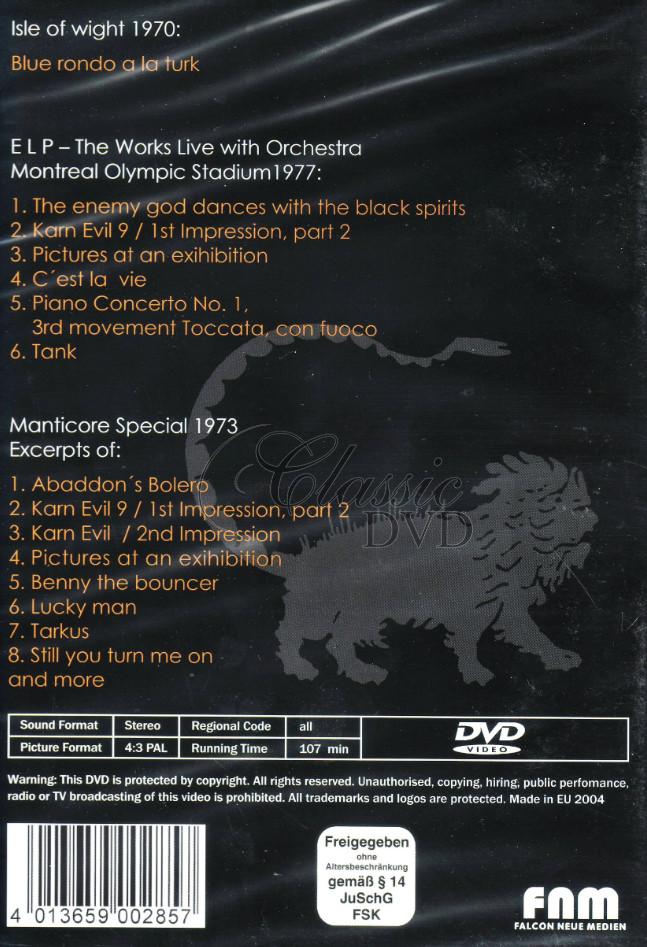 Isle of wight 1970:
Blue rondo a la turk
E L P – The Works Live with Orchestra
Montreal Olympic Stadium1977:
1. The enemy god dances with the black spirits
2. Karn Evil 9 / 1st Impression, part 2
3. Pictures at an exihibition
4. C´est la vie
5. Piano Concerto No. 1,
3rd movement Toccata, con fuoco
6. Tank
Manticore Special 1973
Excerpts of:
1. Abaddon´s Bolero
2. Karn Evil 9 / 1st Impression, part 2
3. Karn Evil / 2nd Impression
4. Pictures at an exihibition
5. Benny the bouncer
6. Lucky man
7. Tarkus
8. Still you turn me on
and more
Classic
DVD
Sound Format Stereo Regional Code all
Picture Format 4:3 PAL Running Time 107 min
DVD
VIDEO
Warning: This DVD is protected by copyright. All rights reserved. Unauthorised, copying, hiring, public perfomance,
radio or TV broadcasting of this video is prohibited. All trademarks and logos are protected. Made in EU 2004
4 013659 002857
Freigegeben
ohne
Altersbeschränkung
gemäß § 14
JuSchG
FSK
FNM
FALCON NEUE MEDIEN